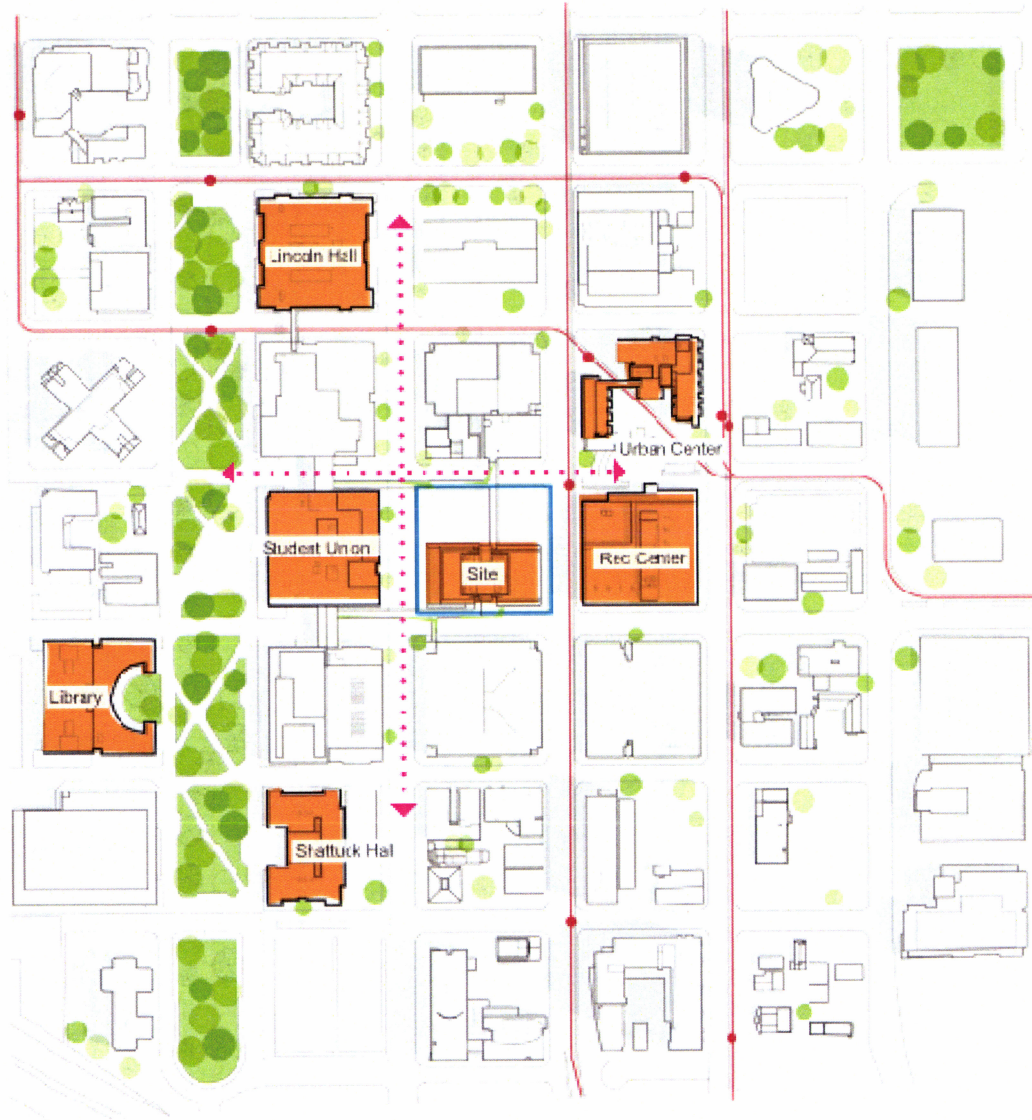 Lincoln Hall
Urban Center
Student Union
Site
Rec Center
Library
Shattuck Hall